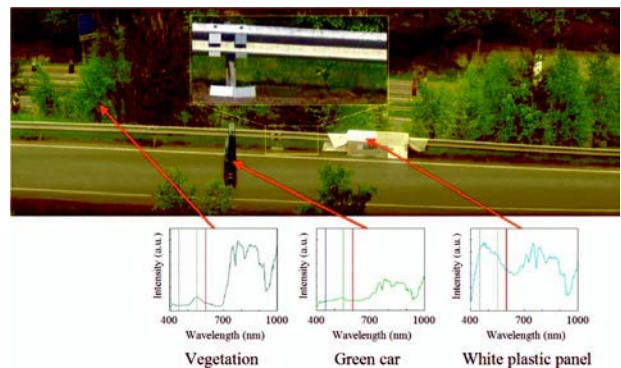 Intensity (a.u.)
400 700 1000
Wavelength (nm)
Vegetation
Intensity (a.u.)
400 700 1000
Wavelength (nm)
Green car
Intensity (a.u.)
400 700 1000
Wavelength (nm)
White plastic panel